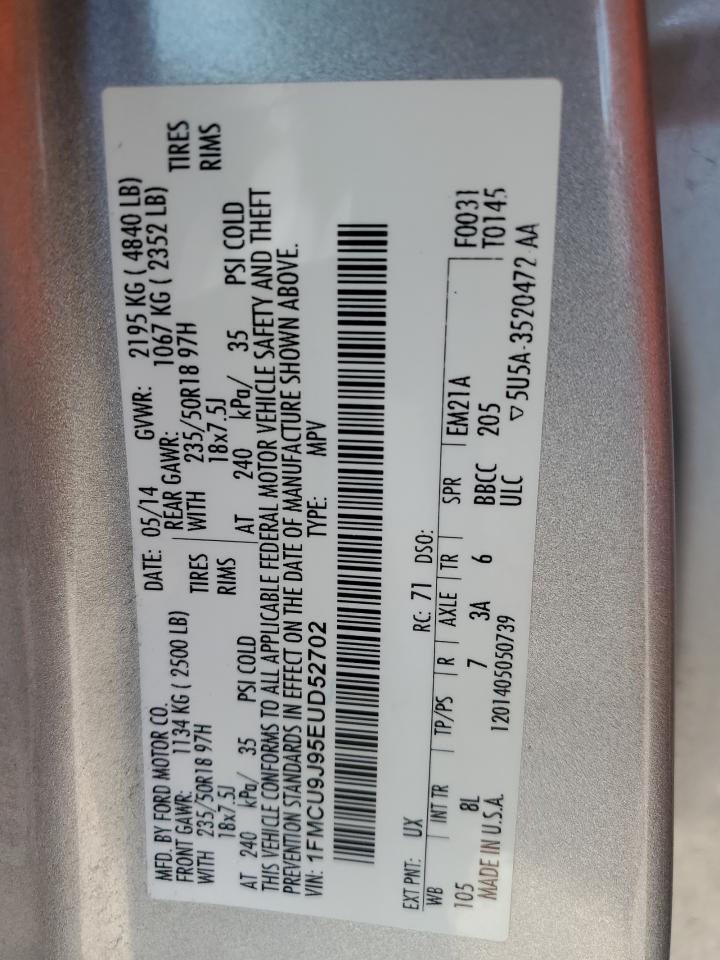 MFD. BY FORD MOTOR CO.
DATE: 05/14 GVWR: 2195 KG ( 4840 LB)
FRONT GAWR: 1134 KG ( 2500 LB)
REAR GAWR: 1067 KG ( 2352 LB)
WITH 235/50R18 97H TIRES
WITH 235/50R18 97H TIRES
18x7.5J RIMS
18x7.5J RIMS
AT 240 kPa/ 35 PSI COLD
AT 240 kPa/ 35 PSI COLD
THIS VEHICLE CONFORMS TO ALL APPLICABLE FEDERAL MOTOR VEHICLE SAFETY AND THEFT
PREVENTION STANDARDS IN EFFECT ON THE DATE OF MANUFACTURE SHOWN ABOVE.
VIN: 1FMCU9J95EUD52702 TYPE: MPV
EXT PNT: UX RC: 71 DSO:
WB INT TR TP/PS R AXLE TR SPR EM21A F0031
105 8L 7 3A 6 BBCC 205 T0145
MADE IN U.S.A. 1201405050739 ULC ▽5U5A-3520472 AA